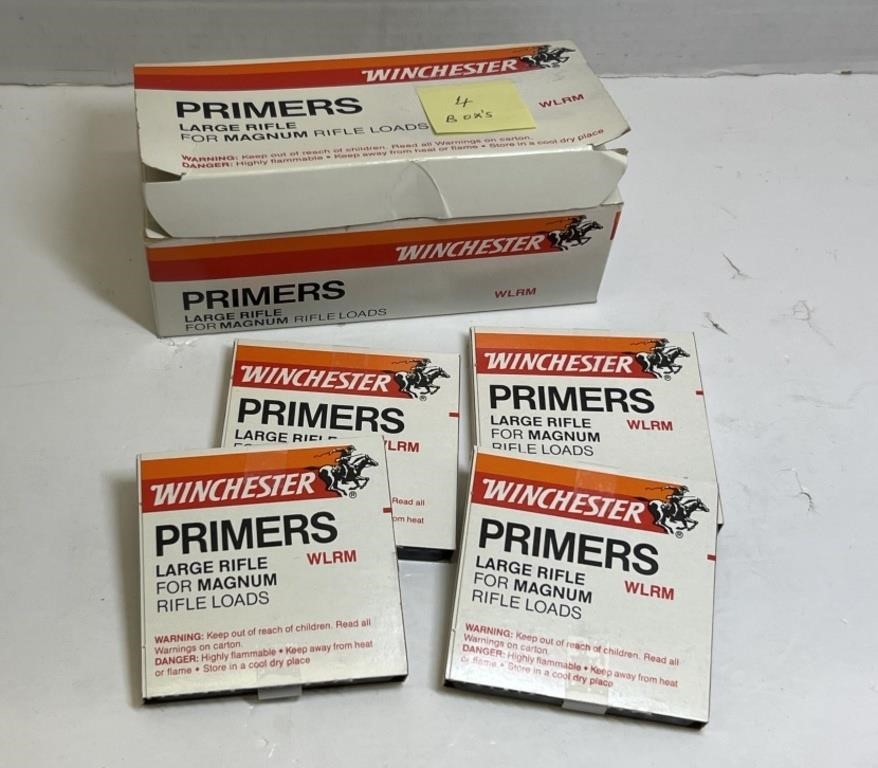 WINCHESTER
PRIMERS
LARGE RIFLE
FOR MAGNUM RIFLE LOADS
WLRM
4
BOX'S
WARNING: Keep out of reach of children. Read all Warnings on carton.
DANGER: Highly flammable • Keep away from heat or flame • Store in a cool dry place
WINCHESTER
PRIMERS
LARGE RIFLE
FOR MAGNUM RIFLE LOADS
WLRM
WINCHESTER ®
PRIMERS
LARGE RIFLE
WLRM
Read all
om heat
WINCHESTER ®
PRIMERS
LARGE RIFLE
FOR MAGNUM
RIFLE LOADS
WLRM
WINCHESTER ®
PRIMERS
LARGE RIFLE
FOR MAGNUM
RIFLE LOADS
WLRM
WARNING: Keep out of reach of children. Read all
Warnings on carton.
DANGER: Highly flammable • Keep away from heat
or flame • Store in a cool dry place
WINCHESTER ®
PRIMERS
LARGE RIFLE
FOR MAGNUM
RIFLE LOADS
WLRM
WARNING: Keep out of reach of children. Read all
Warnings on carton.
DANGER: Highly flammable • Keep away from heat
or flame • Store in a cool dry place